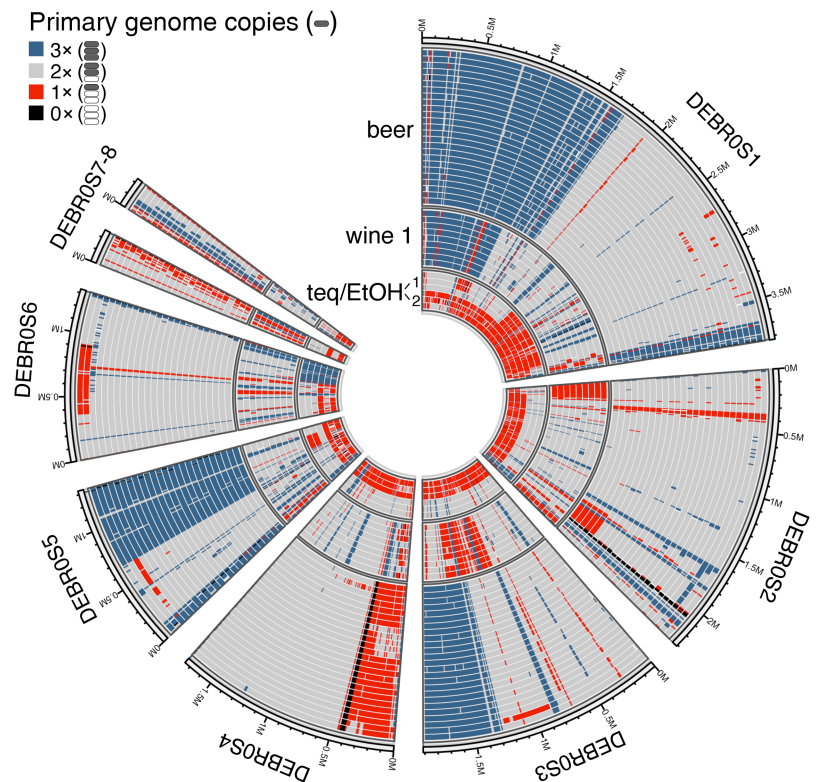 Primary genome copies (
)
3× (
)
2× (
)
1× (
)
0× (
)
beer
wine 1
teq/EtOH
1
2
DEBR0S1
0M
0.5M
1M
1.5M
2M
2.5M
3M
3.5M
DEBR0S2
0M
0.5M
1M
1.5M
2M
DEBR0S3
0M
0.5M
1M
1.5M
DEBR0S4
0M
0.5M
1M
1.5M
DEBR0S5
0M
0.5M
1M
DEBR0S6
0M
0.5M
1M
DEBR0S7-8
0M
0M